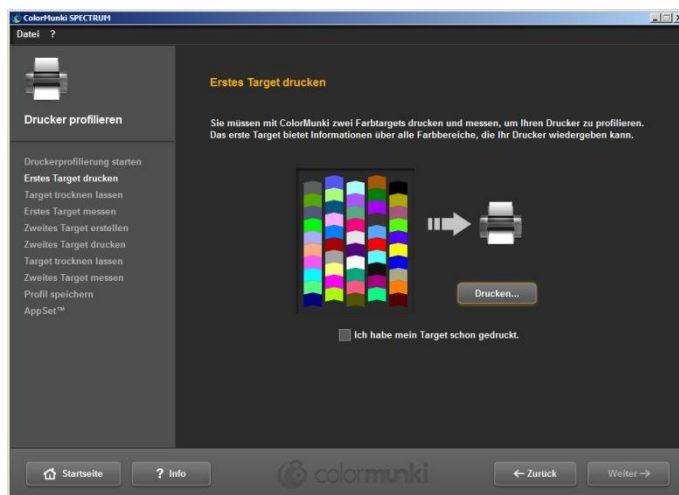 ColorMunki SPECTRUM
Datei ?
Drucker profilieren
Druckerprofilierung starten
Erstes Target drucken
Target trocknen lassen
Erstes Target messen
Zweites Target erstellen
Zweites Target drucken
Target trocknen lassen
Zweites Target messen
Profil speichern
AppSet™
Erstes Target drucken
Sie müssen mit ColorMunki zwei Farbtargets drucken und messen, um Ihren Drucker zu profilieren.
Das erste Target bietet Informationen über alle Farbbereiche, die Ihr Drucker wiedergeben kann.
Drucken...
Ich habe mein Target schon gedruckt.
Startseite
? Info
colormunki
← Zurück
Weiter →